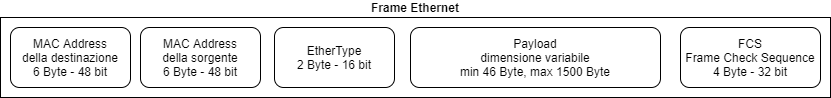 Frame Ethernet
MAC Address
della destinazione
6 Byte - 48 bit
MAC Address
della sorgente
6 Byte - 48 bit
EtherType
2 Byte - 16 bit
Payload
dimensione variabile
min 46 Byte, max 1500 Byte
FCS
Frame Check Sequence
4 Byte - 32 bit